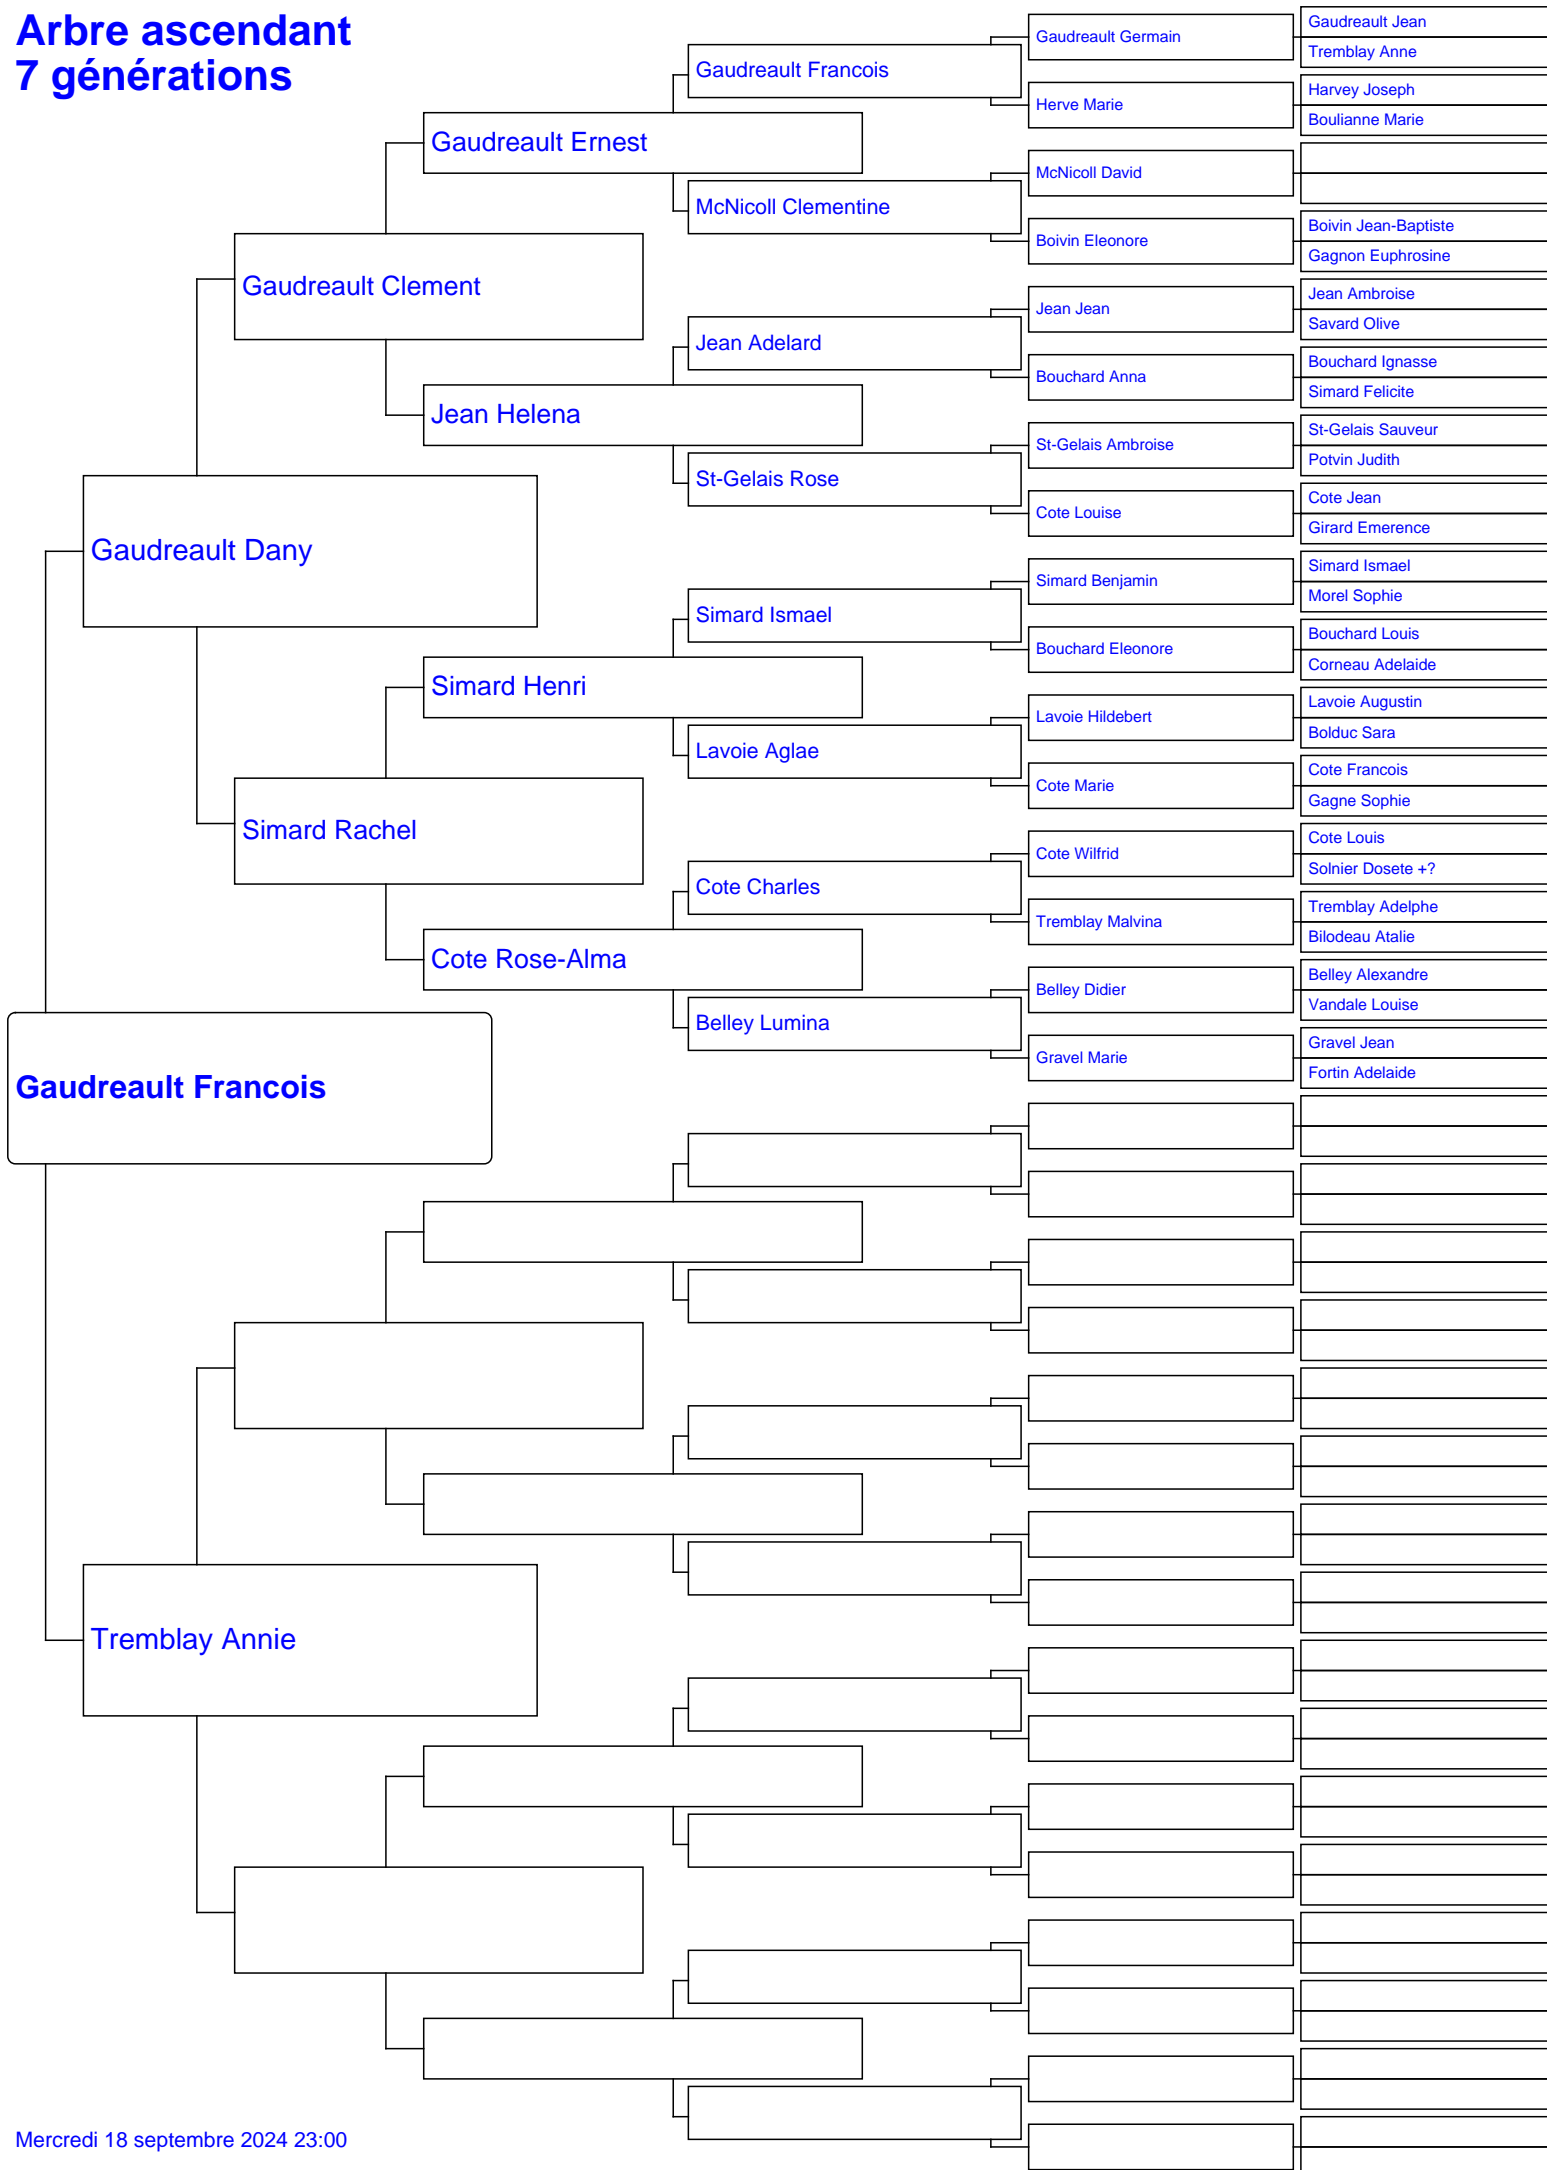 Arbre ascendant
7 générations
Gaudreault Francois
Gaudreault Dany
Tremblay Annie
Gaudreault Clement
Simard Rachel
Gaudreault Ernest
Jean Helena
Simard Henri
Cote Rose-Alma
Gaudreault Francois
McNicoll Clementine
Jean Adelard
St-Gelais Rose
Simard Ismael
Lavoie Aglae
Cote Charles
Belley Lumina
Gaudreault Germain
Herve Marie
McNicoll David
Boivin Eleonore
Jean Jean
Bouchard Anna
St-Gelais Ambroise
Cote Louise
Simard Benjamin
Bouchard Eleonore
Lavoie Hildebert
Cote Marie
Cote Wilfrid
Tremblay Malvina
Belley Didier
Gravel Marie
Gaudreault Jean
Tremblay Anne
Harvey Joseph
Boulianne Marie
Boivin Jean-Baptiste
Gagnon Euphrosine
Jean Ambroise
Savard Olive
Bouchard Ignasse
Simard Felicite
St-Gelais Sauveur
Potvin Judith
Cote Jean
Girard Emerence
Simard Ismael
Morel Sophie
Bouchard Louis
Corneau Adelaide
Lavoie Augustin
Bolduc Sara
Cote Francois
Gagne Sophie
Cote Louis
Solnier Dosete +?
Tremblay Adelphe
Bilodeau Atalie
Belley Alexandre
Vandale Louise
Gravel Jean
Fortin Adelaide
Mercredi 18 septembre 2024 23:00